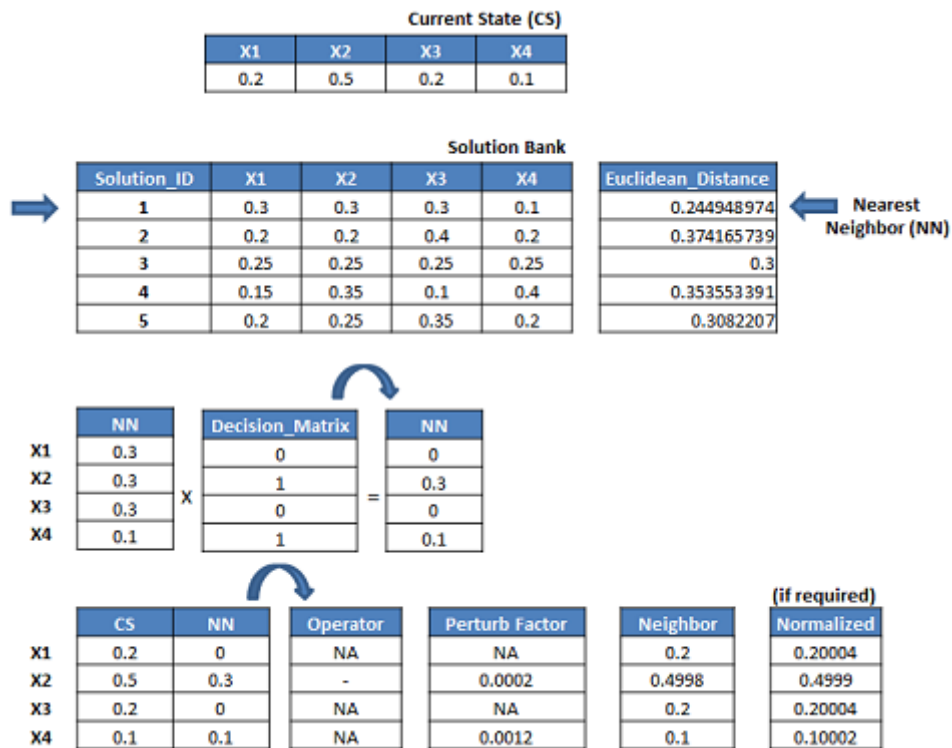 Current State (CS)
X1 X2 X3 X4
0.2 0.5 0.2 0.1
Solution Bank
Solution_ID X1 X2 X3 X4 Euclidean_Distance
1 0.3 0.3 0.3 0.1 0.244948974 Nearest
2 0.2 0.2 0.4 0.2 0.374165739 Neighbor (NN)
3 0.25 0.25 0.25 0.25 0.3
4 0.15 0.35 0.1 0.4 0.353553391
5 0.2 0.25 0.35 0.2 0.3082207
NN Decision_Matrix NN
X1 0.3 0 0
X2 0.3 1 0.3
X =
X3 0.3 0 0
X4 0.1 1 0.1
(if required)
CS NN Operator Perturb Factor Neighbor Normalized
X1 0.2 0 NA NA 0.2 0.20004
X2 0.5 0.3 - 0.0002 0.4998 0.4999
X3 0.2 0 NA NA 0.2 0.20004
X4 0.1 0.1 NA 0.0012 0.1 0.10002